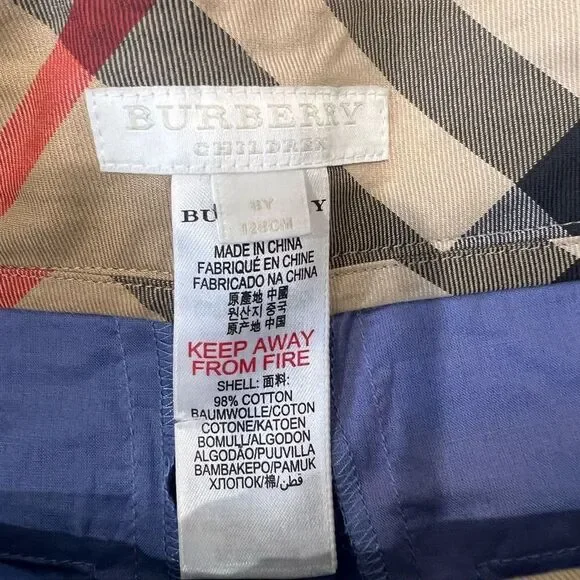 BURBERRY
CHILDREN
8Y
128CM
BU Y
MADE IN CHINA
FABRIQUÉ EN CHINE
FABRICADO NA CHINA
原產地 中國
원산지 중국
原产地 中国
KEEP AWAY
FROM FIRE
SHELL: 面料:
98% COTTON
BAUMWOLLE/COTON
COTONE/KATOEN
BOMULL/ALGODON
ALGODÃO/PUUVILLA
BAMBAKEPO/PAMUK
ХЛОПОК/棉/قطن